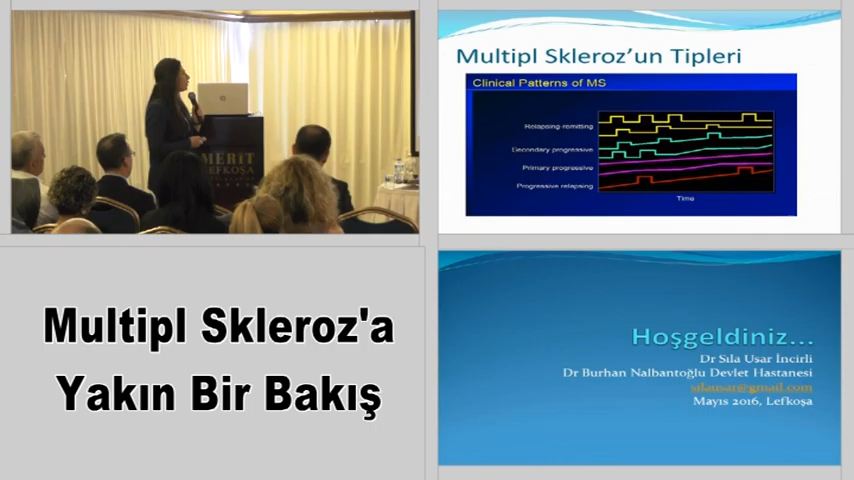 MERIT
LEFKOŞA
Multipl Skleroz’un Tipleri
Clinical Patterns of MS
Relapsing-remitting
Secondary progressive
Primary progressive
Progressive relapsing
Time
Multipl Skleroz'a
Yakın Bir Bakış
Hoşgeldiniz...
Dr Sıla Usar İncirli
Dr Burhan Nalbantoğlu Devlet Hastanesi
silausar@gmail.com
Mayıs 2016, Lefkoşa